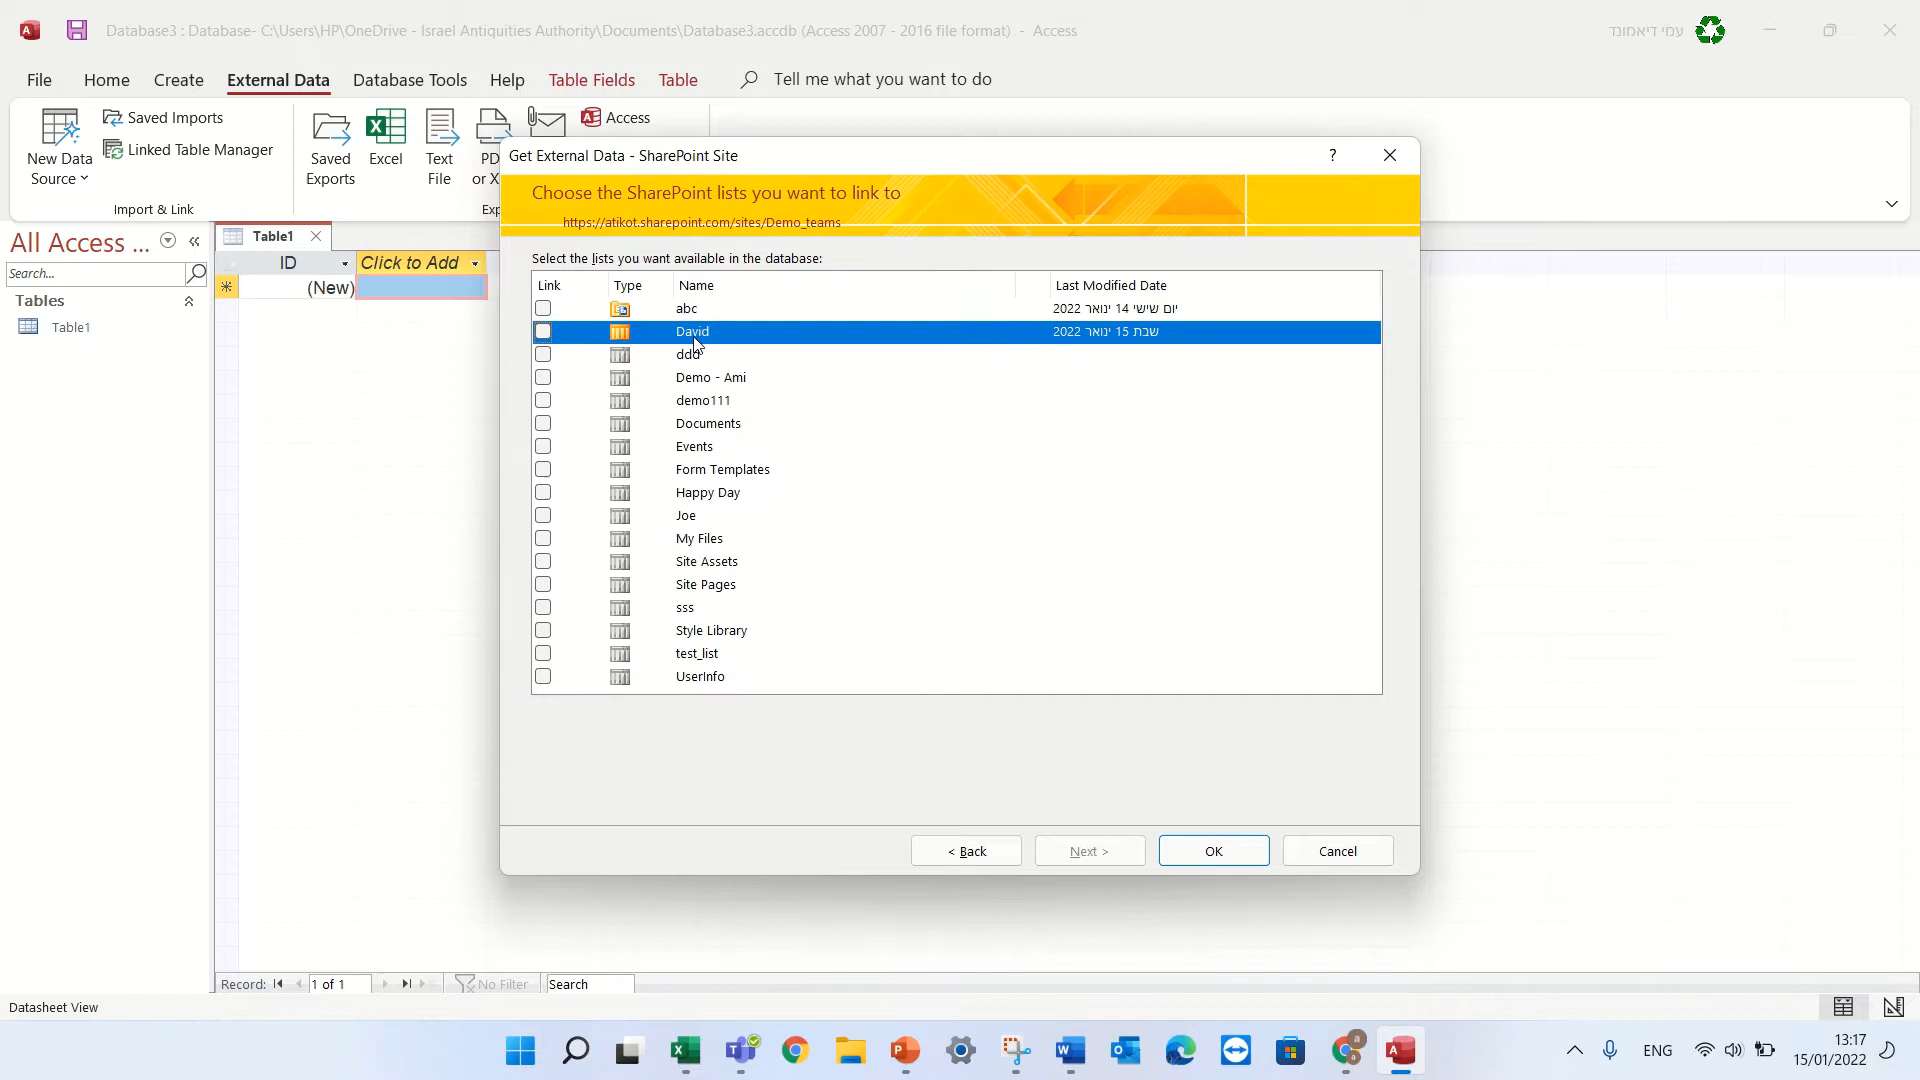 Database3 : Database- C:\Users\HP\OneDrive - Israel Antiquities Authority\Documents\Database3.accdb (Access 2007 - 2016 file format) - Access
עמי דיאמונד
File Home Create External Data Database Tools Help Table Fields Table Tell me what you want to do
New Data Source
Saved Imports
Linked Table Manager
Import & Link
Saved Exports
Excel
Text File
PD
or X
Access
Exp
Get External Data - SharePoint Site
?
Choose the SharePoint lists you want to link to
https://atikot.sharepoint.com/sites/Demo_teams
Select the lists you want available in the database:
Link Type Name Last Modified Date
abc יום שישי 14 ינואר 2022
David שבת 15 ינואר 2022
ddd
Demo - Ami
demo111
Documents
Events
Form Templates
Happy Day
Joe
My Files
Site Assets
Site Pages
sss
Style Library
test_list
UserInfo
< Back Next > OK Cancel
All Access ...
Search...
Tables
Table1
Table1
ID Click to Add
(New)
Record: 1 of 1 No Filter Search
Datasheet View
ENG
13:17
15/01/2022